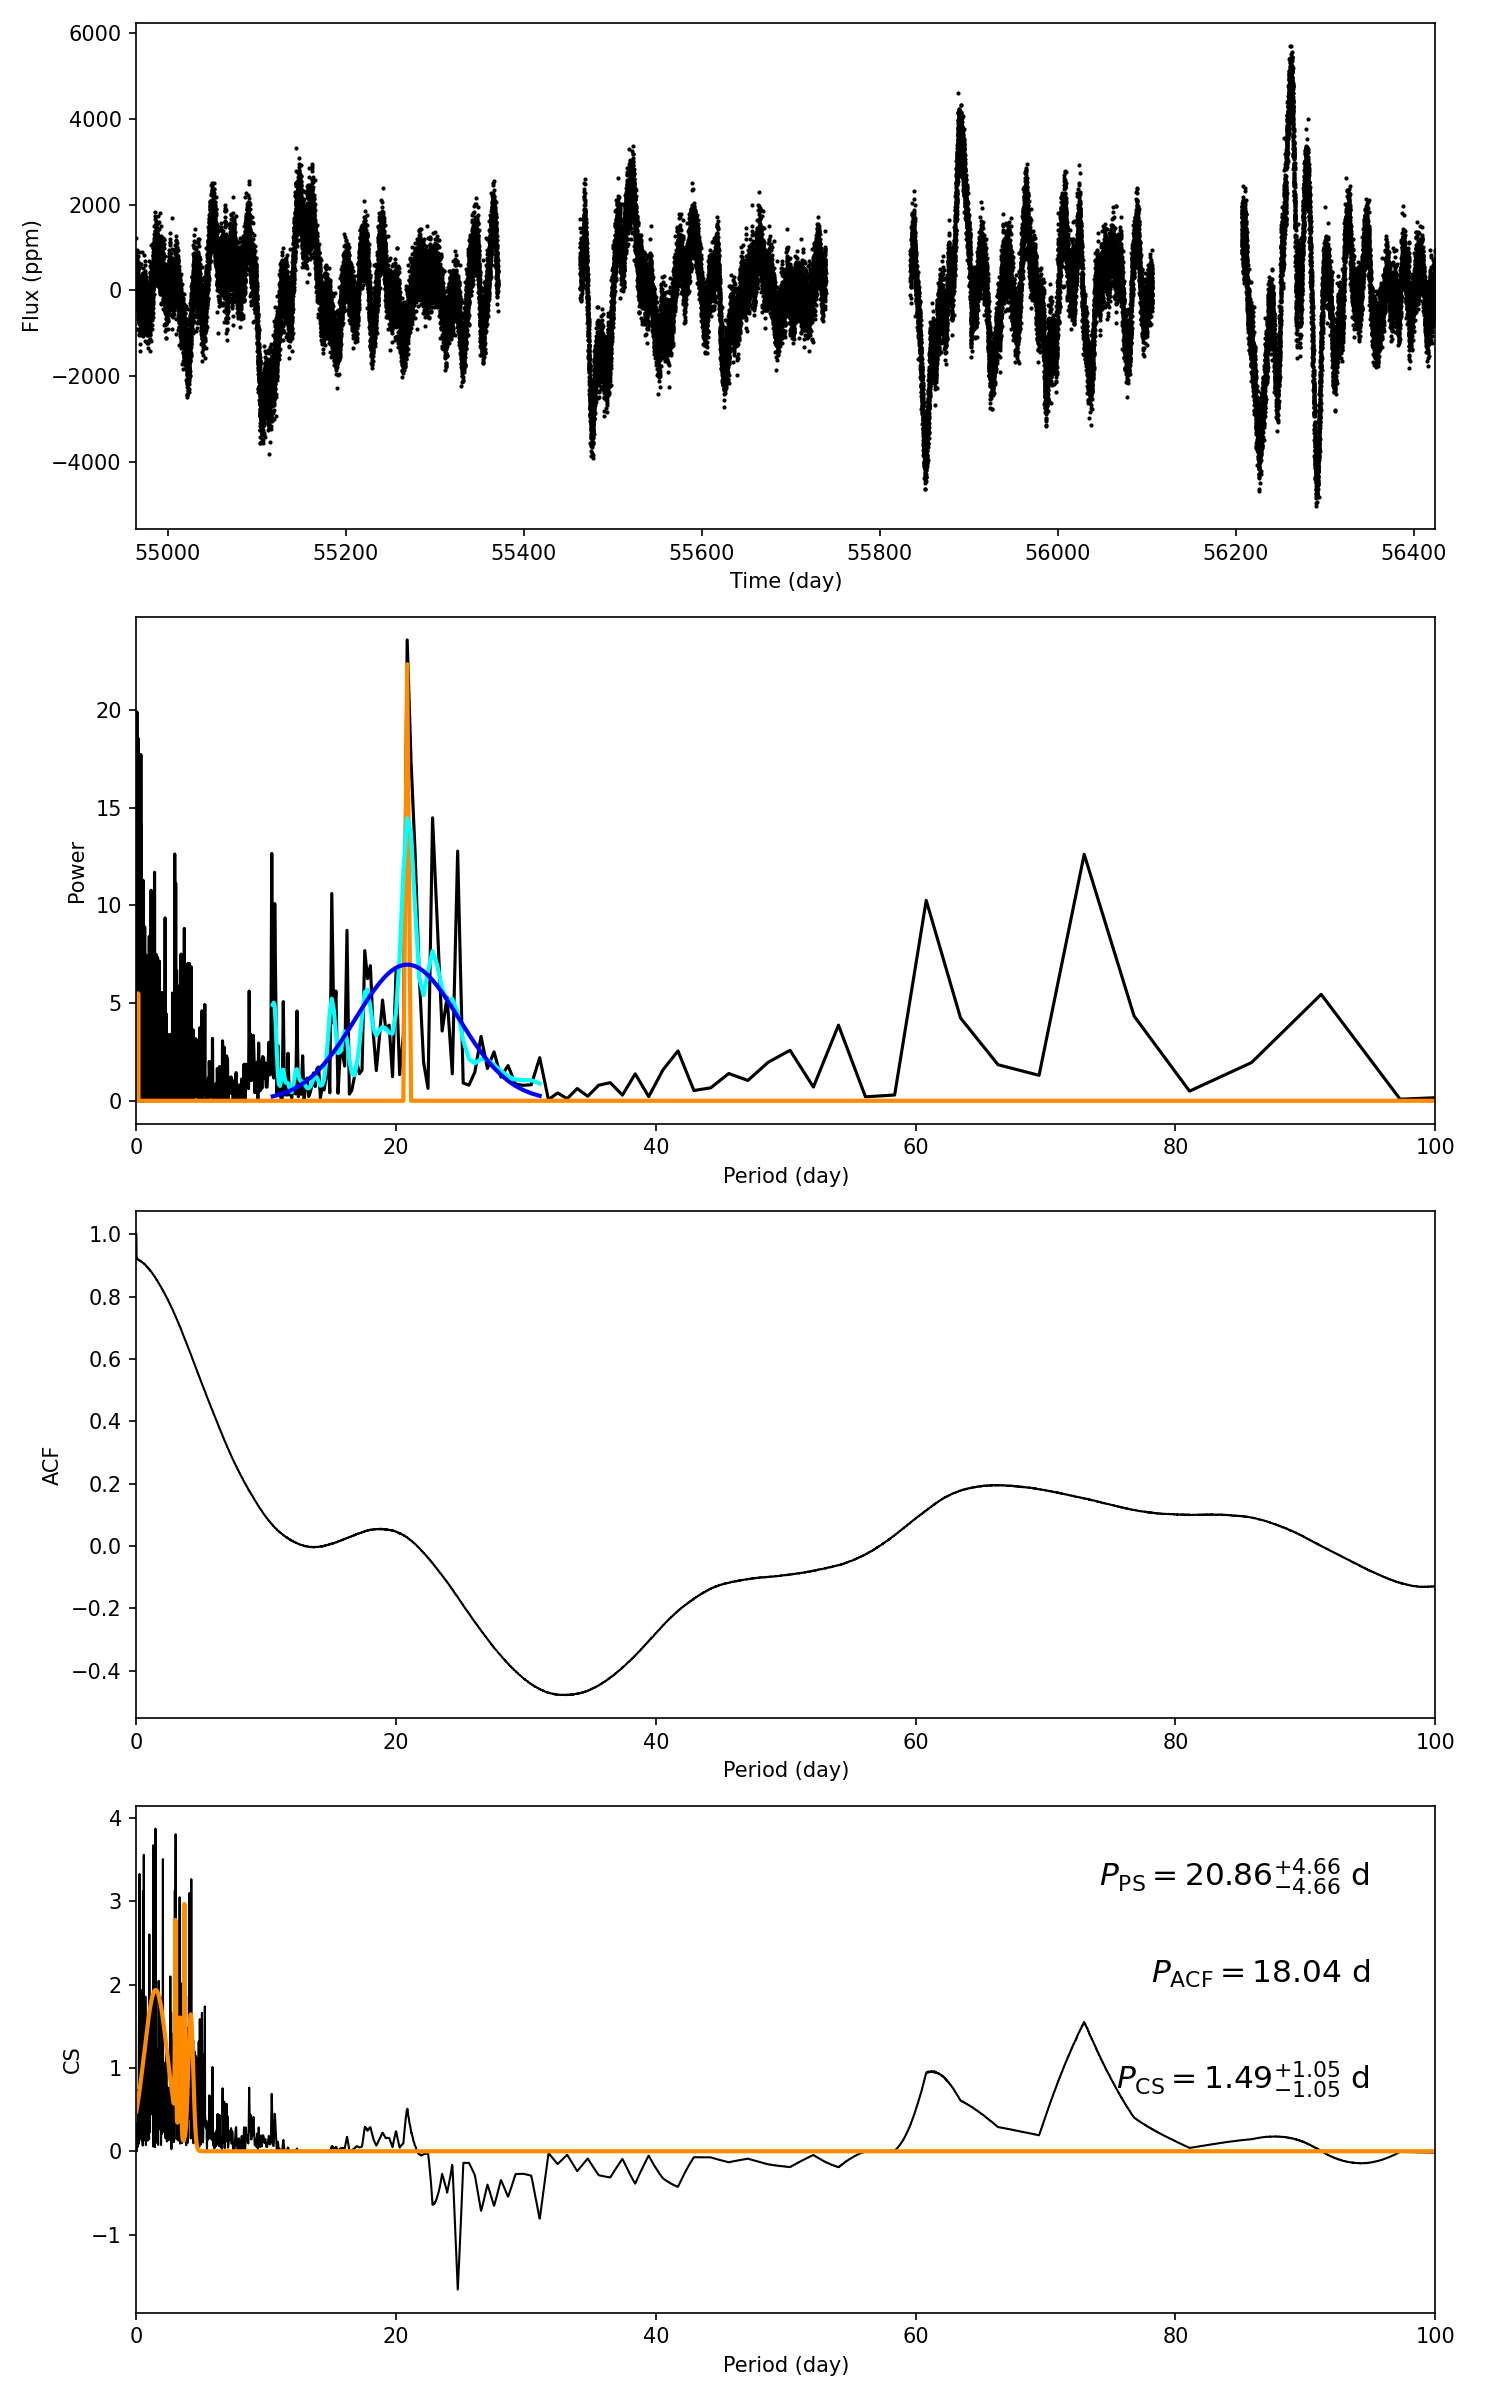 6000
4000
2000
0
−2000
−4000
Flux (ppm)
55000 55200 55400 55600 55800 56000 56200 56400
Time (day)
20
15
10
5
0
Power
0 20 40 60 80 100
Period (day)
1.0
0.8
0.6
0.4
0.2
0.0
−0.2
−0.4
ACF
0 20 40 60 80 100
Period (day)
4
3
2
1
0
−1
CS
P_PS = 20.86^{+4.66}_{−4.66} d
P_ACF = 18.04 d
P_CS = 1.49^{+1.05}_{−1.05} d
0 20 40 60 80 100
Period (day)